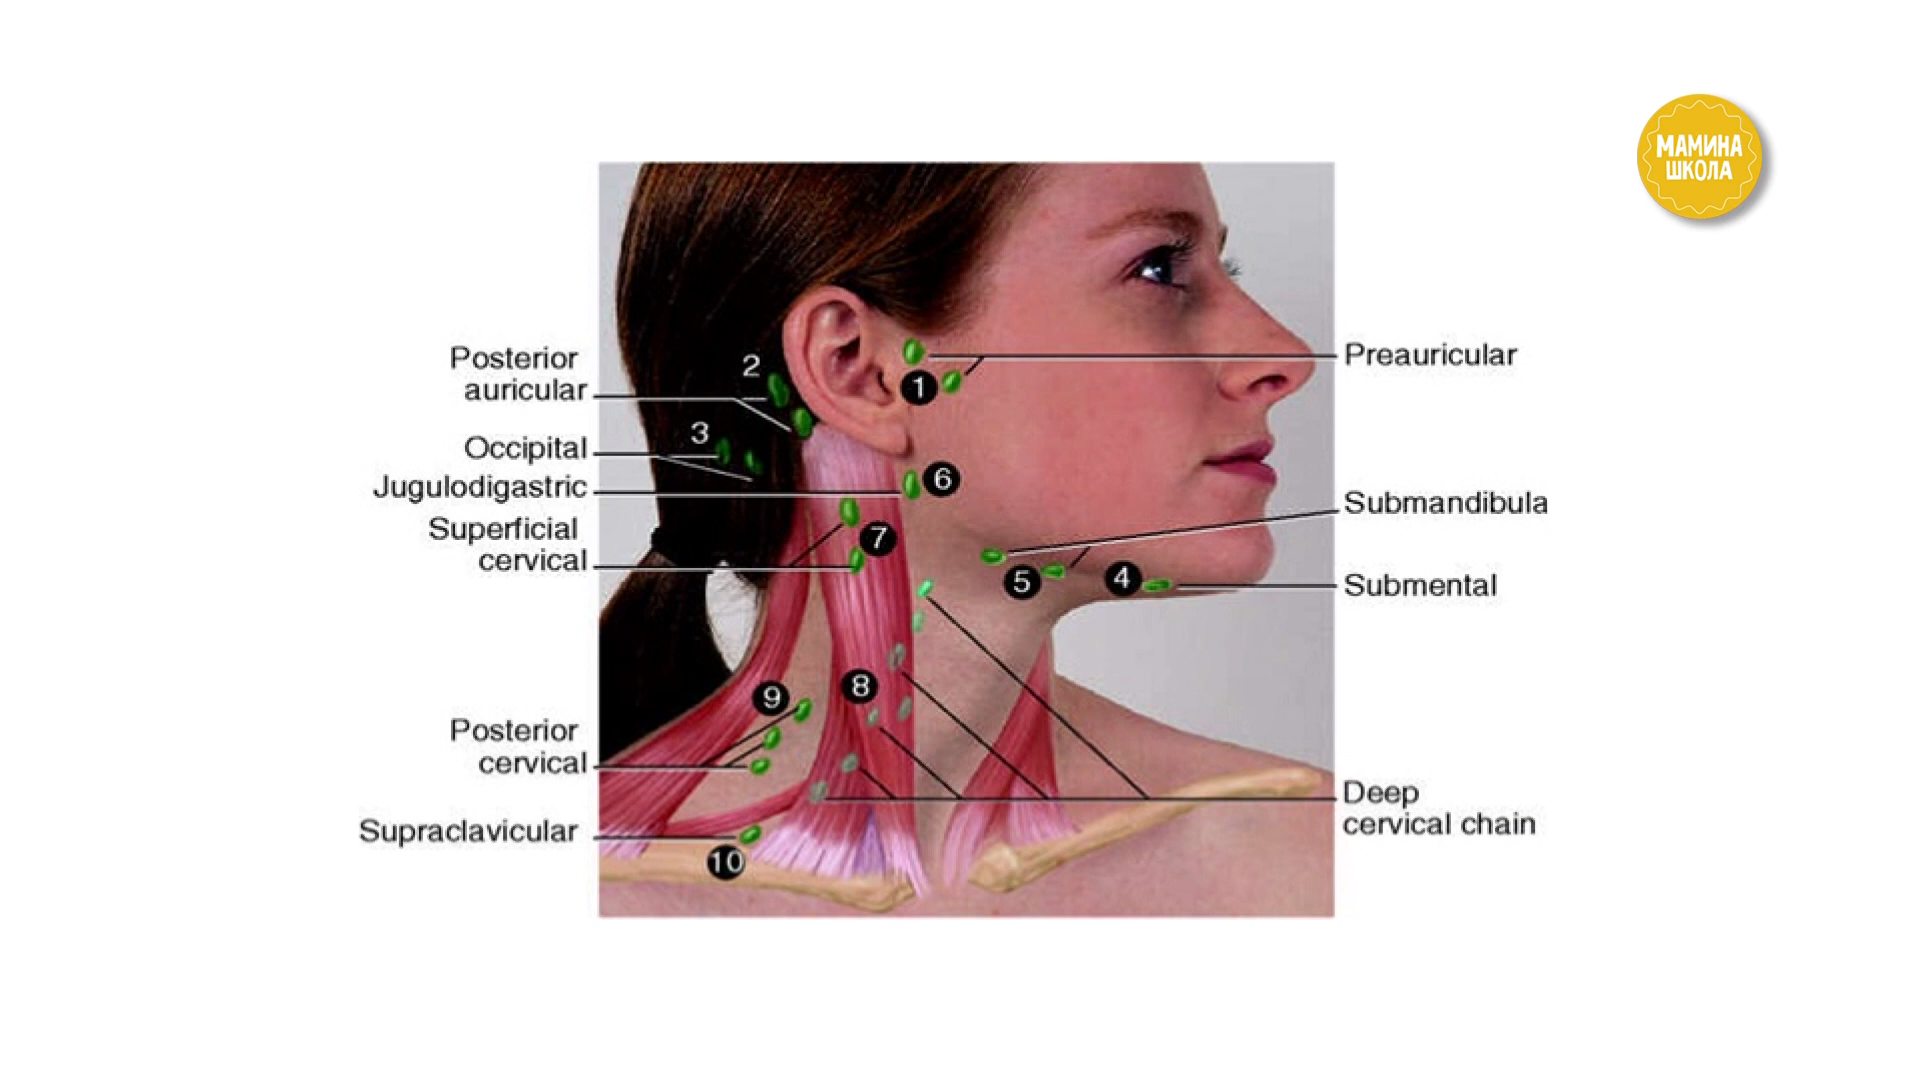 МАМИНА
ШКОЛА
Posterior
auricular
Occipital
Jugulodigastric
Superficial
cervical
Posterior
cervical
Supraclavicular
Preauricular
Submandibula
Submental
Deep
cervical chain
1
2
3
4
5
6
7
8
9
10